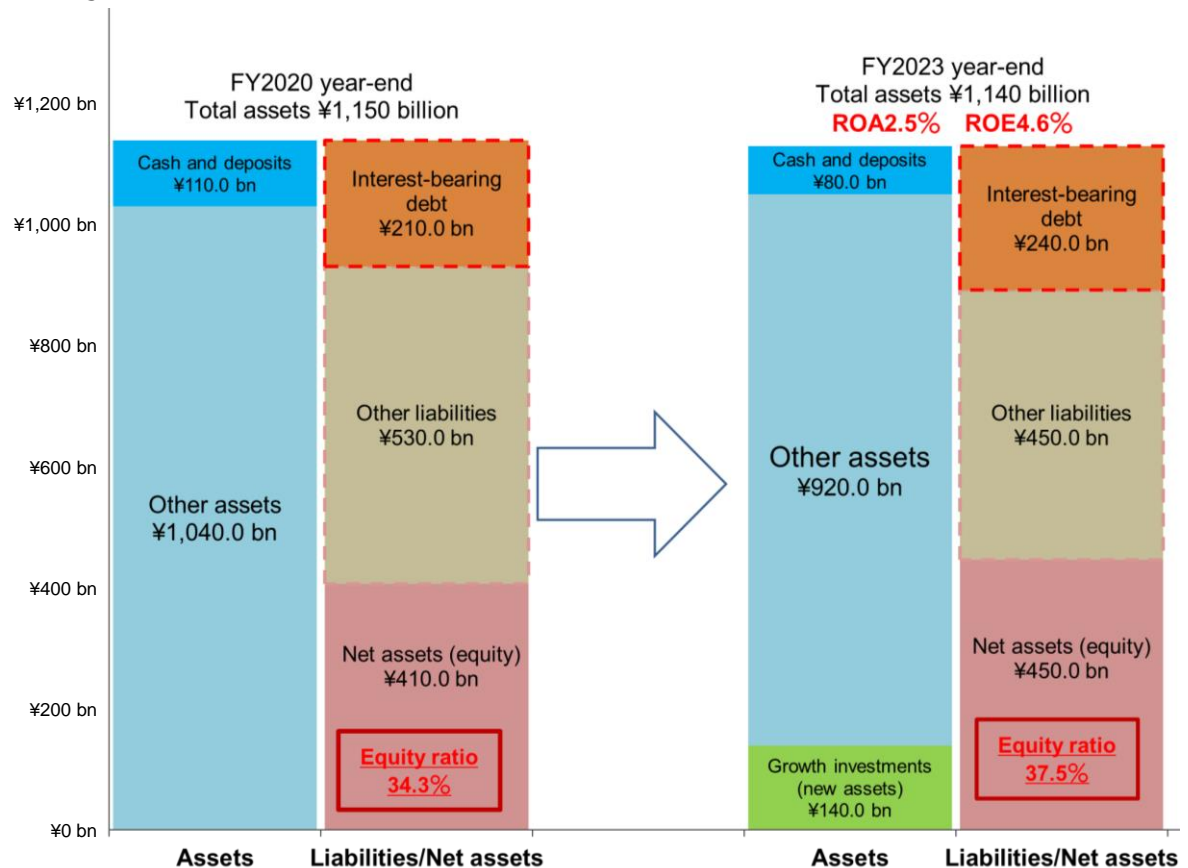 ¥1,200 bn
¥1,000 bn
¥800 bn
¥600 bn
¥400 bn
¥200 bn
¥0 bn
FY2020 year-end
Total assets ¥1,150 billion
Cash and deposits
¥110.0 bn
Other assets
¥1,040.0 bn
Interest-bearing
debt
¥210.0 bn
Other liabilities
¥530.0 bn
Net assets (equity)
¥410.0 bn
Equity ratio
34.3%
Assets
Liabilities/Net assets
FY2023 year-end
Total assets ¥1,140 billion
ROA2.5% ROE4.6%
Cash and deposits
¥80.0 bn
Other assets
¥920.0 bn
Growth investments
(new assets)
¥140.0 bn
Interest-bearing
debt
¥240.0 bn
Other liabilities
¥450.0 bn
Net assets (equity)
¥450.0 bn
Equity ratio
37.5%
Assets
Liabilities/Net assets